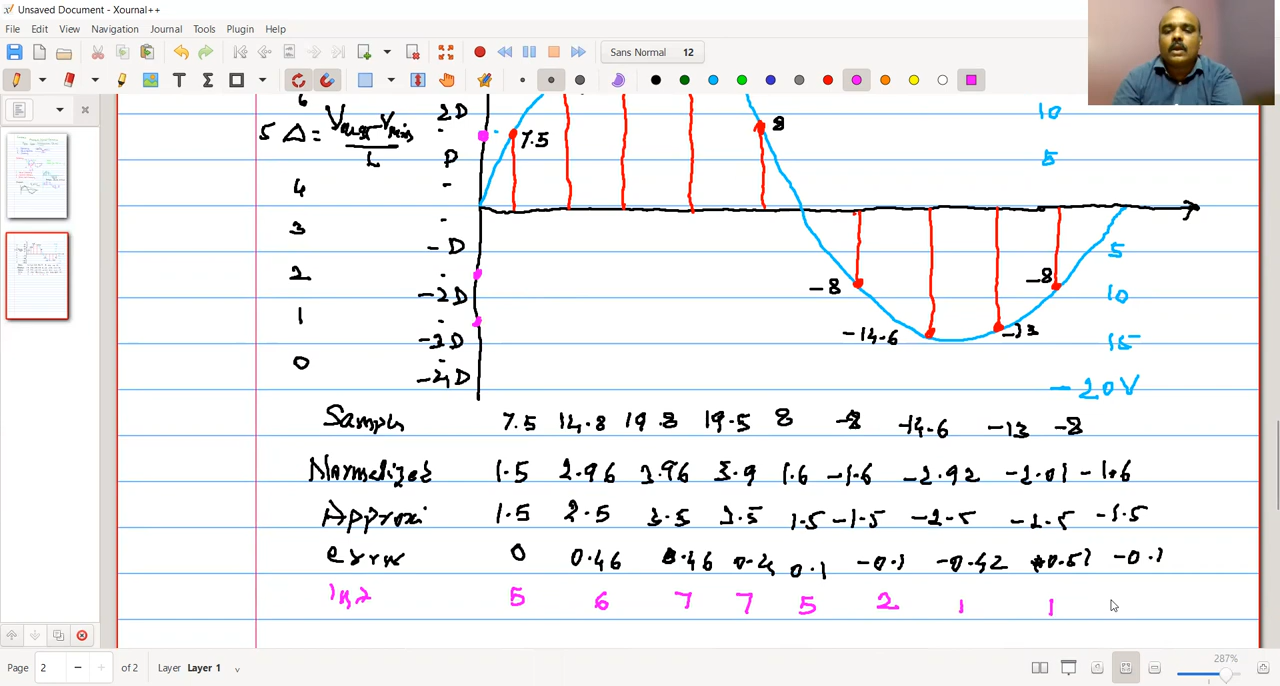 Unsaved Document - Xournal++
File Edit View Navigation Journal Tools Plugin Help
Sans Normal 12
6 2D 8 10
5 Δ = Vmax-Vmin 7.5
L D 5
4
3 -D 5
2 -2D -8 -8 10
1 -2D -14.6 -13 15
0 -4D -20V
Sample 7.5 14.8 19.8 19.5 8 -8 -14.6 -13 -8
Normalized 1.5 2.96 3.96 3.9 1.6 -1.6 -2.92 -2.01 -1.6
Approxi 1.5 2.5 3.5 3.5 1.5 -1.5 -2.5 -2.5 -1.5
error 0 0.46 0.46 0.4 0.1 -0.1 -0.42 -0.1
5 6 7 7 5 2 1 1
287%
Page 2 of 2 Layer Layer 1